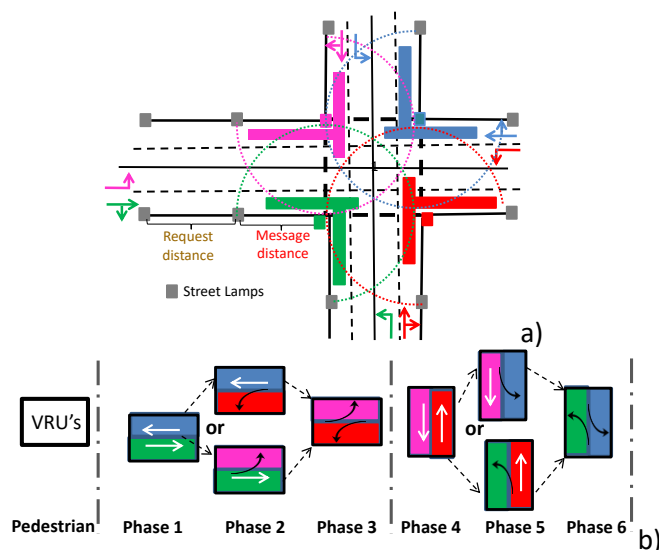 Request
distance
Message
distance
Street Lamps
a)
VRU's
or
or
Pedestrian
Phase 1
Phase 2
Phase 3
Phase 4
Phase 5
Phase 6
b)